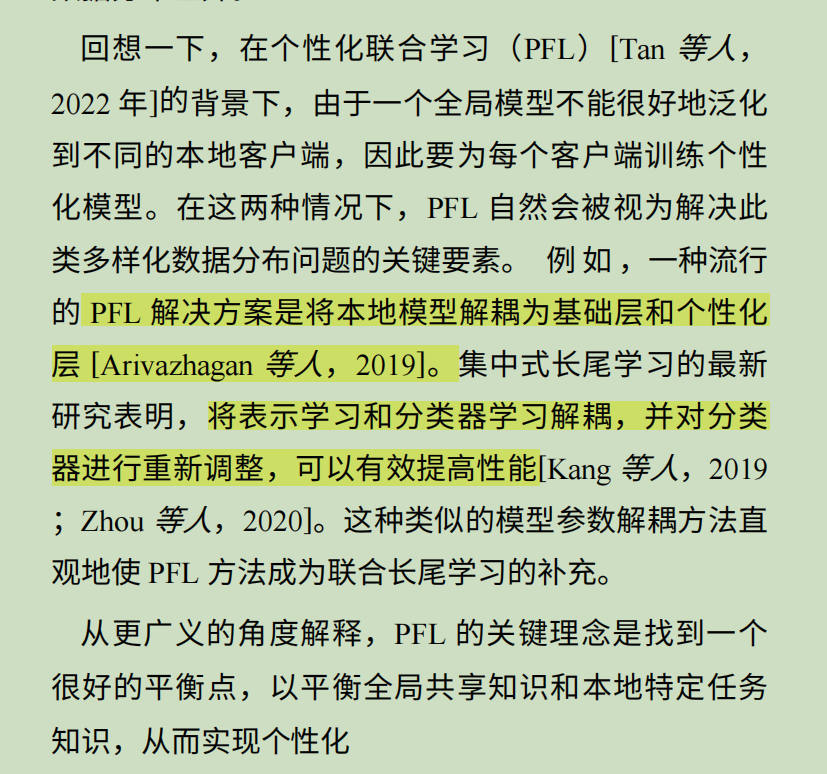 回想一下，在个性化联合学习（PFL）[Tan 等人，
2022 年]的背景下，由于一个全局模型不能很好地泛化
到不同的本地客户端，因此要为每个客户端训练个性
化模型。在这两种情况下，PFL 自然会被视为解决此
类多样化数据分布问题的关键要素。 例如，一种流行
的 PFL 解决方案是将本地模型解耦为基础层和个性化
层 [Arivazhagan 等人，2019]。集中式长尾学习的最新
研究表明，将表示学习和分类器学习解耦，并对分类
器进行重新调整，可以有效提高性能[Kang 等人，2019
；Zhou 等人，2020]。这种类似的模型参数解耦方法直
观地使 PFL 方法成为联合长尾学习的补充。
从更广义的角度解释，PFL 的关键理念是找到一个
很好的平衡点，以平衡全局共享知识和本地特定任务
知识，从而实现个性化